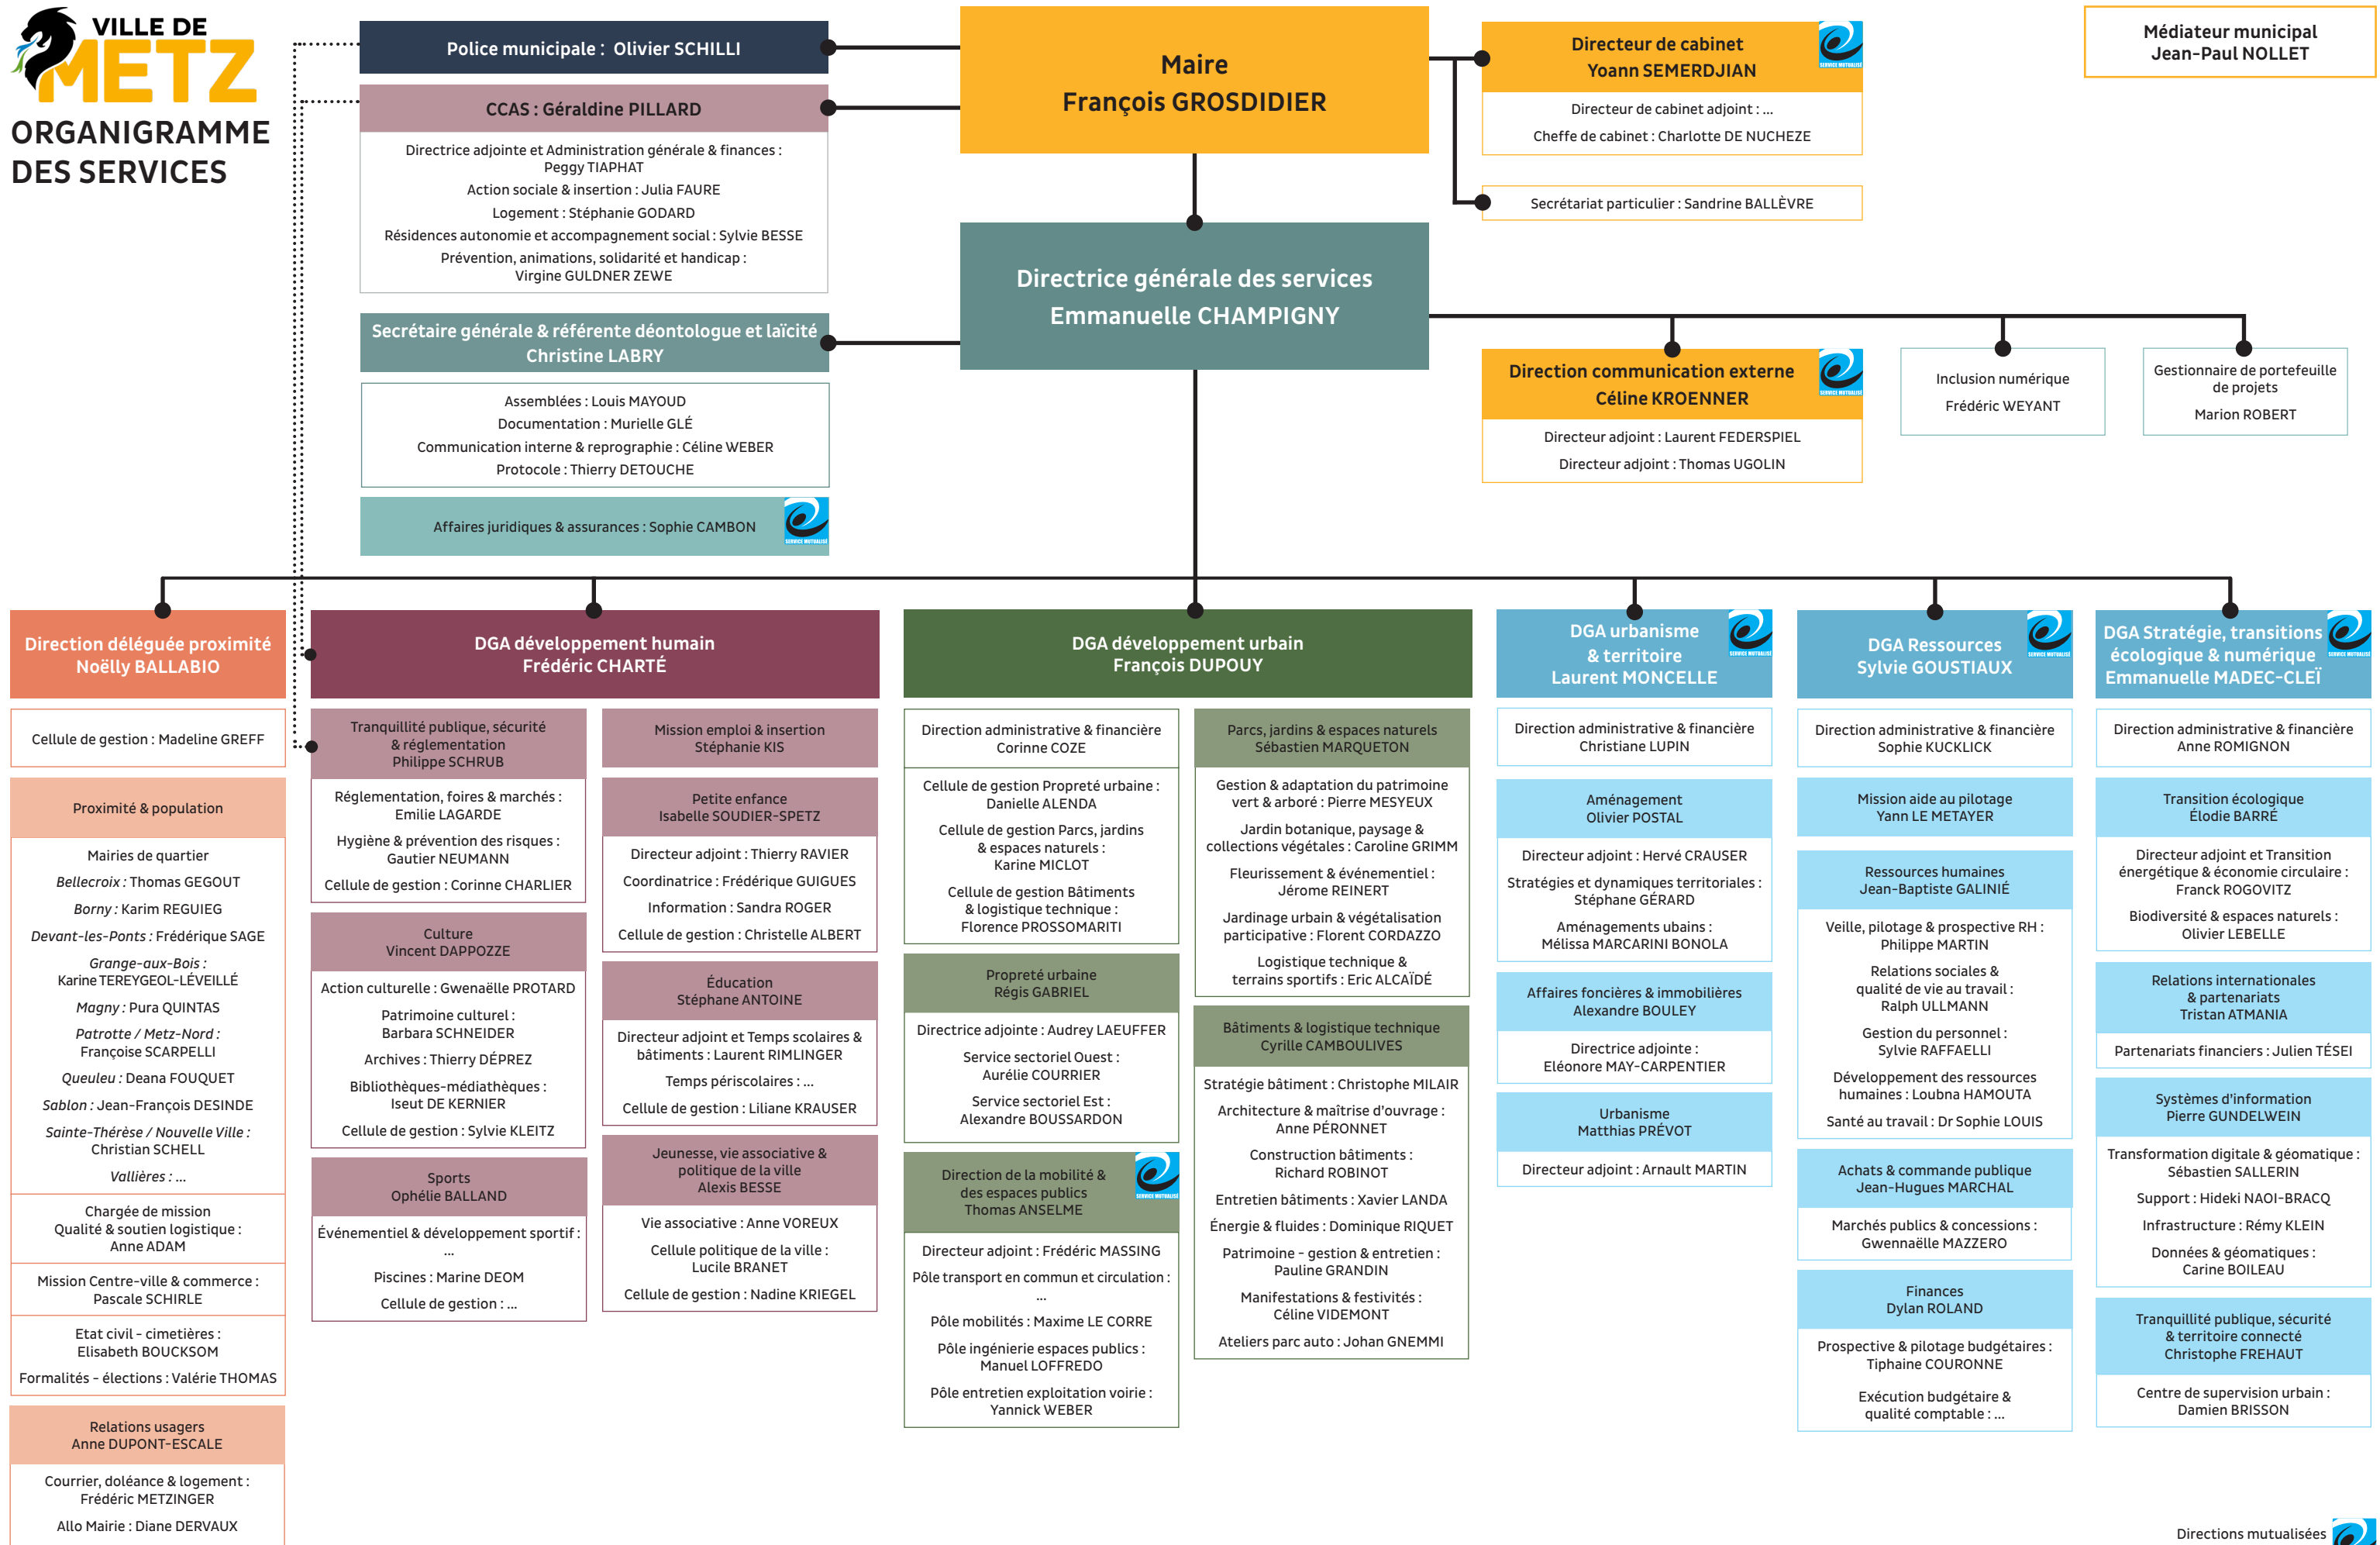 VILLE DE
METZ
ORGANIGRAMME
DES SERVICES
Police municipale : Olivier SCHILLI
CCAS : Géraldine PILLARD
Directrice adjointe et Administration générale & finances :
Peggy TIAPHAT
Action sociale & insertion : Julia FAURE
Logement : Stéphanie GODARD
Résidences autonomie et accompagnement social : Sylvie BESSE
Prévention, animations, solidarité et handicap :
Virgine GULDNER ZEWE
Maire
François GROSDIDIER
Directeur de cabinet
Yoann SEMERDJIAN
SERVICE MUTUALISÉ
Directeur de cabinet adjoint : ...
Cheffe de cabinet : Charlotte DE NUCHEZE
Secrétariat particulier : Sandrine BALLÈVRE
Médiateur municipal
Jean-Paul NOLLET
Directrice générale des services
Emmanuelle CHAMPIGNY
Secrétaire générale & référente déontologue et laïcité
Christine LABRY
Assemblées : Louis MAYOUD
Documentation : Murielle GLÉ
Communication interne & reprographie : Céline WEBER
Protocole : Thierry DETOUCHE
Affaires juridiques & assurances : Sophie CAMBON
SERVICE MUTUALISÉ
Direction communication externe
Céline KROENNER
SERVICE MUTUALISÉ
Directeur adjoint : Laurent FEDERSPIEL
Directeur adjoint : Thomas UGOLIN
Inclusion numérique
Frédéric WEYANT
Gestionnaire de portefeuille
de projets
Marion ROBERT
Direction déléguée proximité
Noëlly BALLABIO
Cellule de gestion : Madeline GREFF
Proximité & population
Mairies de quartier
Bellecroix : Thomas GEGOUT
Borny : Karim REGUIEG
Devant-les-Ponts : Frédérique SAGE
Grange-aux-Bois :
Karine TEREYGEOL-LÉVEILLÉ
Magny : Pura QUINTAS
Patrotte / Metz-Nord :
Françoise SCARPELLI
Queuleu : Deana FOUQUET
Sablon : Jean-François DESINDE
Sainte-Thérèse / Nouvelle Ville :
Christian SCHELL
Vallières : ...
Chargée de mission
Qualité & soutien logistique :
Anne ADAM
Mission Centre-ville & commerce :
Pascale SCHIRLE
Etat civil - cimetières :
Elisabeth BOUCKSOM
Formalités - élections : Valérie THOMAS
Relations usagers
Anne DUPONT-ESCALE
Courrier, doléance & logement :
Frédéric METZINGER
Allo Mairie : Diane DERVAUX
DGA développement humain
Frédéric CHARTÉ
Tranquillité publique, sécurité
& réglementation
Philippe SCHRUB
Réglementation, foires & marchés :
Emilie LAGARDE
Hygiène & prévention des risques :
Gautier NEUMANN
Cellule de gestion : Corinne CHARLIER
Culture
Vincent DAPPOZZE
Action culturelle : Gwenaëlle PROTARD
Patrimoine culturel :
Barbara SCHNEIDER
Archives : Thierry DÉPREZ
Bibliothèques-médiathèques :
Iseut DE KERNIER
Cellule de gestion : Sylvie KLEITZ
Sports
Ophélie BALLAND
Événementiel & développement sportif :
...
Piscines : Marine DEOM
Cellule de gestion : ...
Mission emploi & insertion
Stéphanie KIS
Petite enfance
Isabelle SOUDIER-SPETZ
Directeur adjoint : Thierry RAVIER
Coordinatrice : Frédérique GUIGUES
Information : Sandra ROGER
Cellule de gestion : Christelle ALBERT
Éducation
Stéphane ANTOINE
Directeur adjoint et Temps scolaires &
bâtiments : Laurent RIMLINGER
Temps périscolaires : ...
Cellule de gestion : Liliane KRAUSER
Jeunesse, vie associative &
politique de la ville
Alexis BESSE
Vie associative : Anne VOREUX
Cellule politique de la ville :
Lucile BRANET
Cellule de gestion : Nadine KRIEGEL
DGA développement urbain
François DUPOUY
Direction administrative & financière
Corinne COZE
Cellule de gestion Propreté urbaine :
Danielle ALENDA
Cellule de gestion Parcs, jardins
& espaces naturels :
Karine MICLOT
Cellule de gestion Bâtiments
& logistique technique :
Florence PROSSOMARITI
Propreté urbaine
Régis GABRIEL
Directrice adjointe : Audrey LAEUFFER
Service sectoriel Ouest :
Aurélie COURRIER
Service sectoriel Est :
Alexandre BOUSSARDON
Direction de la mobilité &
des espaces publics
Thomas ANSELME
SERVICE MUTUALISÉ
Directeur adjoint : Frédéric MASSING
Pôle transport en commun et circulation :
...
Pôle mobilités : Maxime LE CORRE
Pôle ingénierie espaces publics :
Manuel LOFFREDO
Pôle entretien exploitation voirie :
Yannick WEBER
Parcs, jardins & espaces naturels
Sébastien MARQUETON
Gestion & adaptation du patrimoine
vert & arboré : Pierre MESYEUX
Jardin botanique, paysage &
collections végétales : Caroline GRIMM
Fleurissement & événementiel :
Jérome REINERT
Jardinage urbain & végétalisation
participative : Florent CORDAZZO
Logistique technique &
terrains sportifs : Eric ALCAÏDÉ
Bâtiments & logistique technique
Cyrille CAMBOULIVES
Stratégie bâtiment : Christophe MILAIR
Architecture & maîtrise d'ouvrage :
Anne PÉRONNET
Construction bâtiments :
Richard ROBINOT
Entretien bâtiments : Xavier LANDA
Énergie & fluides : Dominique RIQUET
Patrimoine - gestion & entretien :
Pauline GRANDIN
Manifestations & festivités :
Céline VIDEMONT
Ateliers parc auto : Johan GNEMMI
DGA urbanisme
& territoire
Laurent MONCELLE
SERVICE MUTUALISÉ
Direction administrative & financière
Christiane LUPIN
Aménagement
Olivier POSTAL
Directeur adjoint : Hervé CRAUSER
Stratégies et dynamiques territoriales :
Stéphane GÉRARD
Aménagements ubains :
Mélissa MARCARINI BONOLA
Affaires foncières & immobilières
Alexandre BOULEY
Directrice adjointe :
Eléonore MAY-CARPENTIER
Urbanisme
Matthias PRÉVOT
Directeur adjoint : Arnault MARTIN
DGA Ressources
Sylvie GOUSTIAUX
SERVICE MUTUALISÉ
Direction administrative & financière
Sophie KUCKLICK
Mission aide au pilotage
Yann LE METAYER
Ressources humaines
Jean-Baptiste GALINIÉ
Veille, pilotage & prospective RH :
Philippe MARTIN
Relations sociales &
qualité de vie au travail :
Ralph ULLMANN
Gestion du personnel :
Sylvie RAFFAELLI
Développement des ressources
humaines : Loubna HAMOUTA
Santé au travail : Dr Sophie LOUIS
Achats & commande publique
Jean-Hugues MARCHAL
Marchés publics & concessions :
Gwennaëlle MAZZERO
Finances
Dylan ROLAND
Prospective & pilotage budgétaires :
Tiphaine COURONNE
Exécution budgétaire &
qualité comptable : ...
DGA Stratégie, transitions
écologique & numérique
Emmanuelle MADEC-CLEÏ
SERVICE MUTUALISÉ
Direction administrative & financière
Anne ROMIGNON
Transition écologique
Élodie BARRÉ
Directeur adjoint et Transition
énergétique & économie circulaire :
Franck ROGOVITZ
Biodiversité & espaces naturels :
Olivier LEBELLE
Relations internationales
& partenariats
Tristan ATMANIA
Partenariats financiers : Julien TÉSEI
Systèmes d'information
Pierre GUNDELWEIN
Transformation digitale & géomatique :
Sébastien SALLERIN
Support : Hideki NAOI-BRACQ
Infrastructure : Rémy KLEIN
Données & géomatiques :
Carine BOILEAU
Tranquillité publique, sécurité
& territoire connecté
Christophe FREHAUT
Centre de supervision urbain :
Damien BRISSON
Directions mutualisées